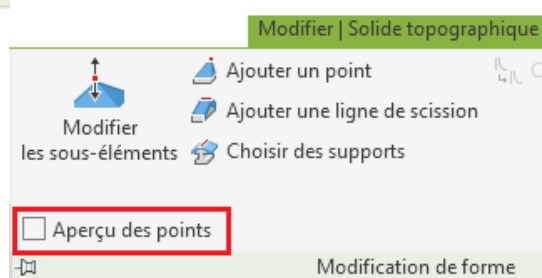 Modifier | Solide topographique
Modifier
les sous-éléments
Ajouter un point
Ajouter une ligne de scission
Choisir des supports
C
Aperçu des points
Modification de forme